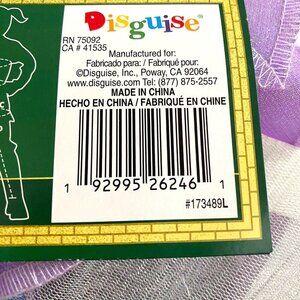 Disguise
RN 75092
CA # 41535
Manufactured for:
Fabricado para:/ Fabriqué pour:
©Disguise, Inc., Poway, CA 92064
www.disguise.com Tel: (877) 875-2557
MADE IN CHINA
HECHO EN CHINA / FABRIQUÉ EN CHINE
1 92995 26246 1
#173489L